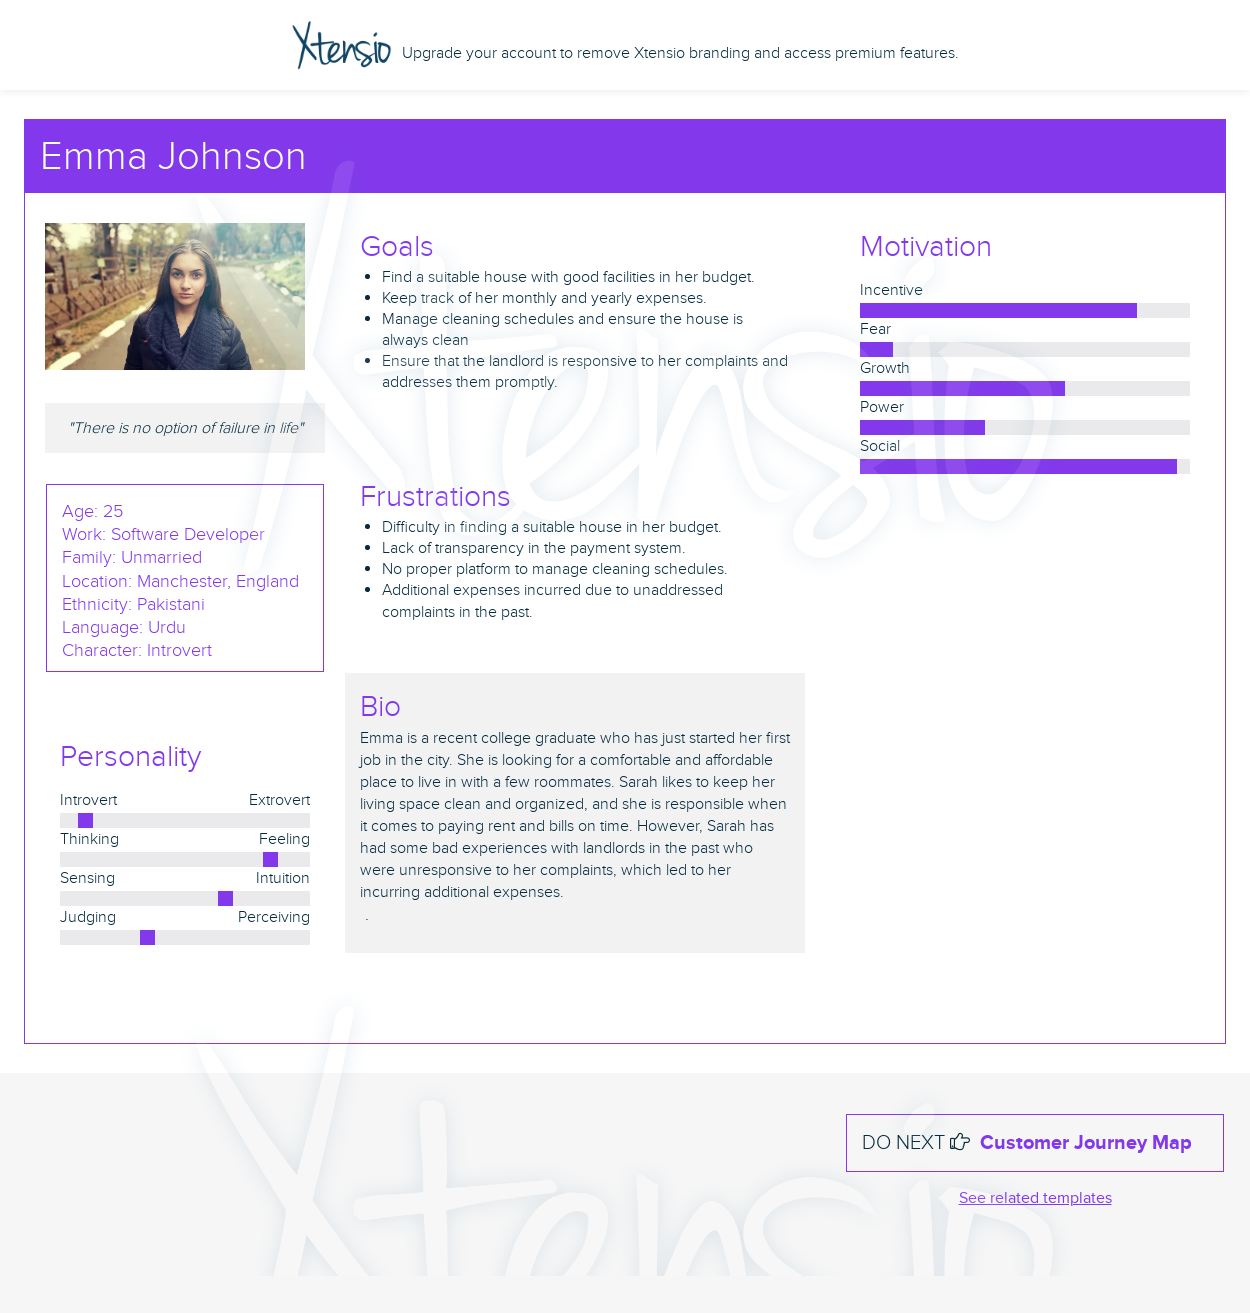 Xtensio Upgrade your account to remove Xtensio branding and access premium features.
Emma Johnson
"There is no option of failure in life"
Age: 25
Work: Software Developer
Family: Unmarried
Location: Manchester, England
Ethnicity: Pakistani
Language: Urdu
Character: Introvert
Personality
Introvert Extrovert
Thinking Feeling
Sensing Intuition
Judging Perceiving
Goals
• Find a suitable house with good facilities in her budget.
• Keep track of her monthly and yearly expenses.
• Manage cleaning schedules and ensure the house is
always clean
• Ensure that the landlord is responsive to her complaints and
addresses them promptly.
Frustrations
• Difficulty in finding a suitable house in her budget.
• Lack of transparency in the payment system.
• No proper platform to manage cleaning schedules.
• Additional expenses incurred due to unaddressed
complaints in the past.
Bio
Emma is a recent college graduate who has just started her first
job in the city. She is looking for a comfortable and affordable
place to live in with a few roommates. Sarah likes to keep her
living space clean and organized, and she is responsible when
it comes to paying rent and bills on time. However, Sarah has
had some bad experiences with landlords in the past who
were unresponsive to her complaints, which led to her
incurring additional expenses.
.
Motivation
Incentive
Fear
Growth
Power
Social
Xtensio
DO NEXT Customer Journey Map
See related templates
Xtensio